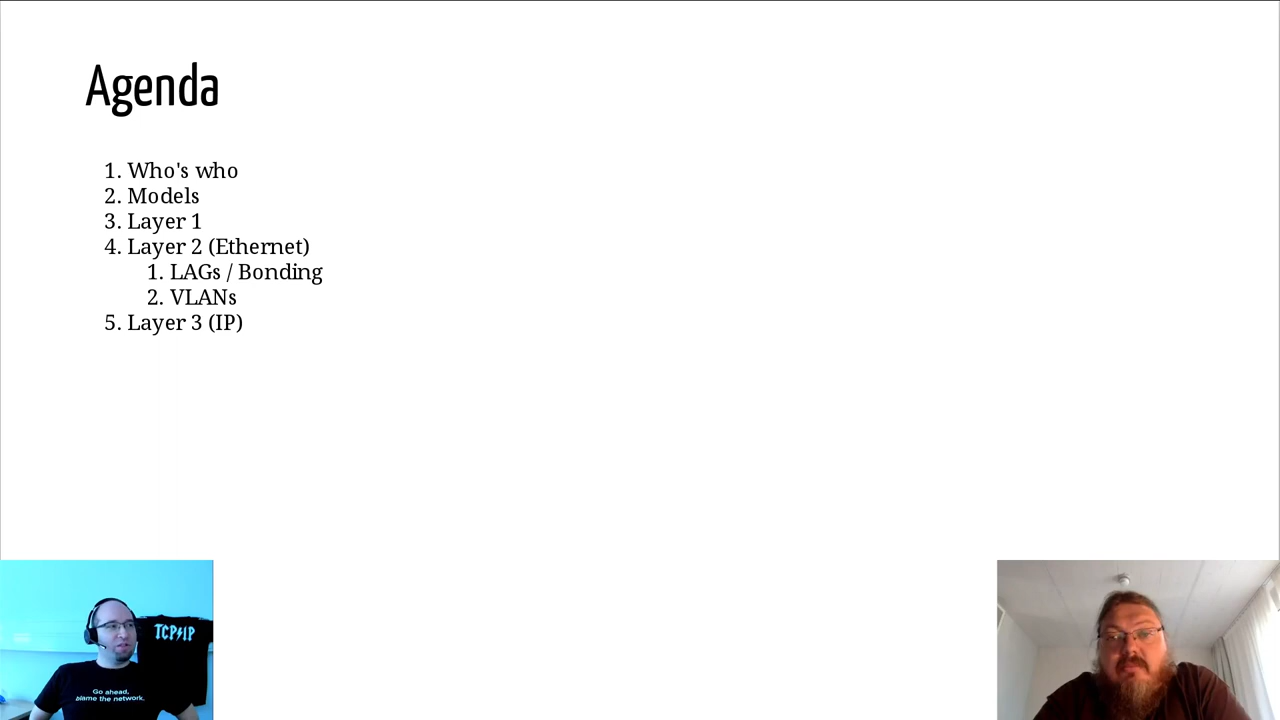 Agenda
1. Who's who
2. Models
3. Layer 1
4. Layer 2 (Ethernet)
1. LAGs / Bonding
2. VLANs
5. Layer 3 (IP)
TCP⚡IP
Go ahead,
blame the network.